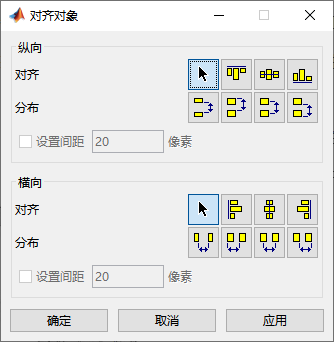 对齐对象
纵向
对齐
分布
设置间距 20 像素
横向
对齐
分布
设置间距 20 像素
确定 取消 应用